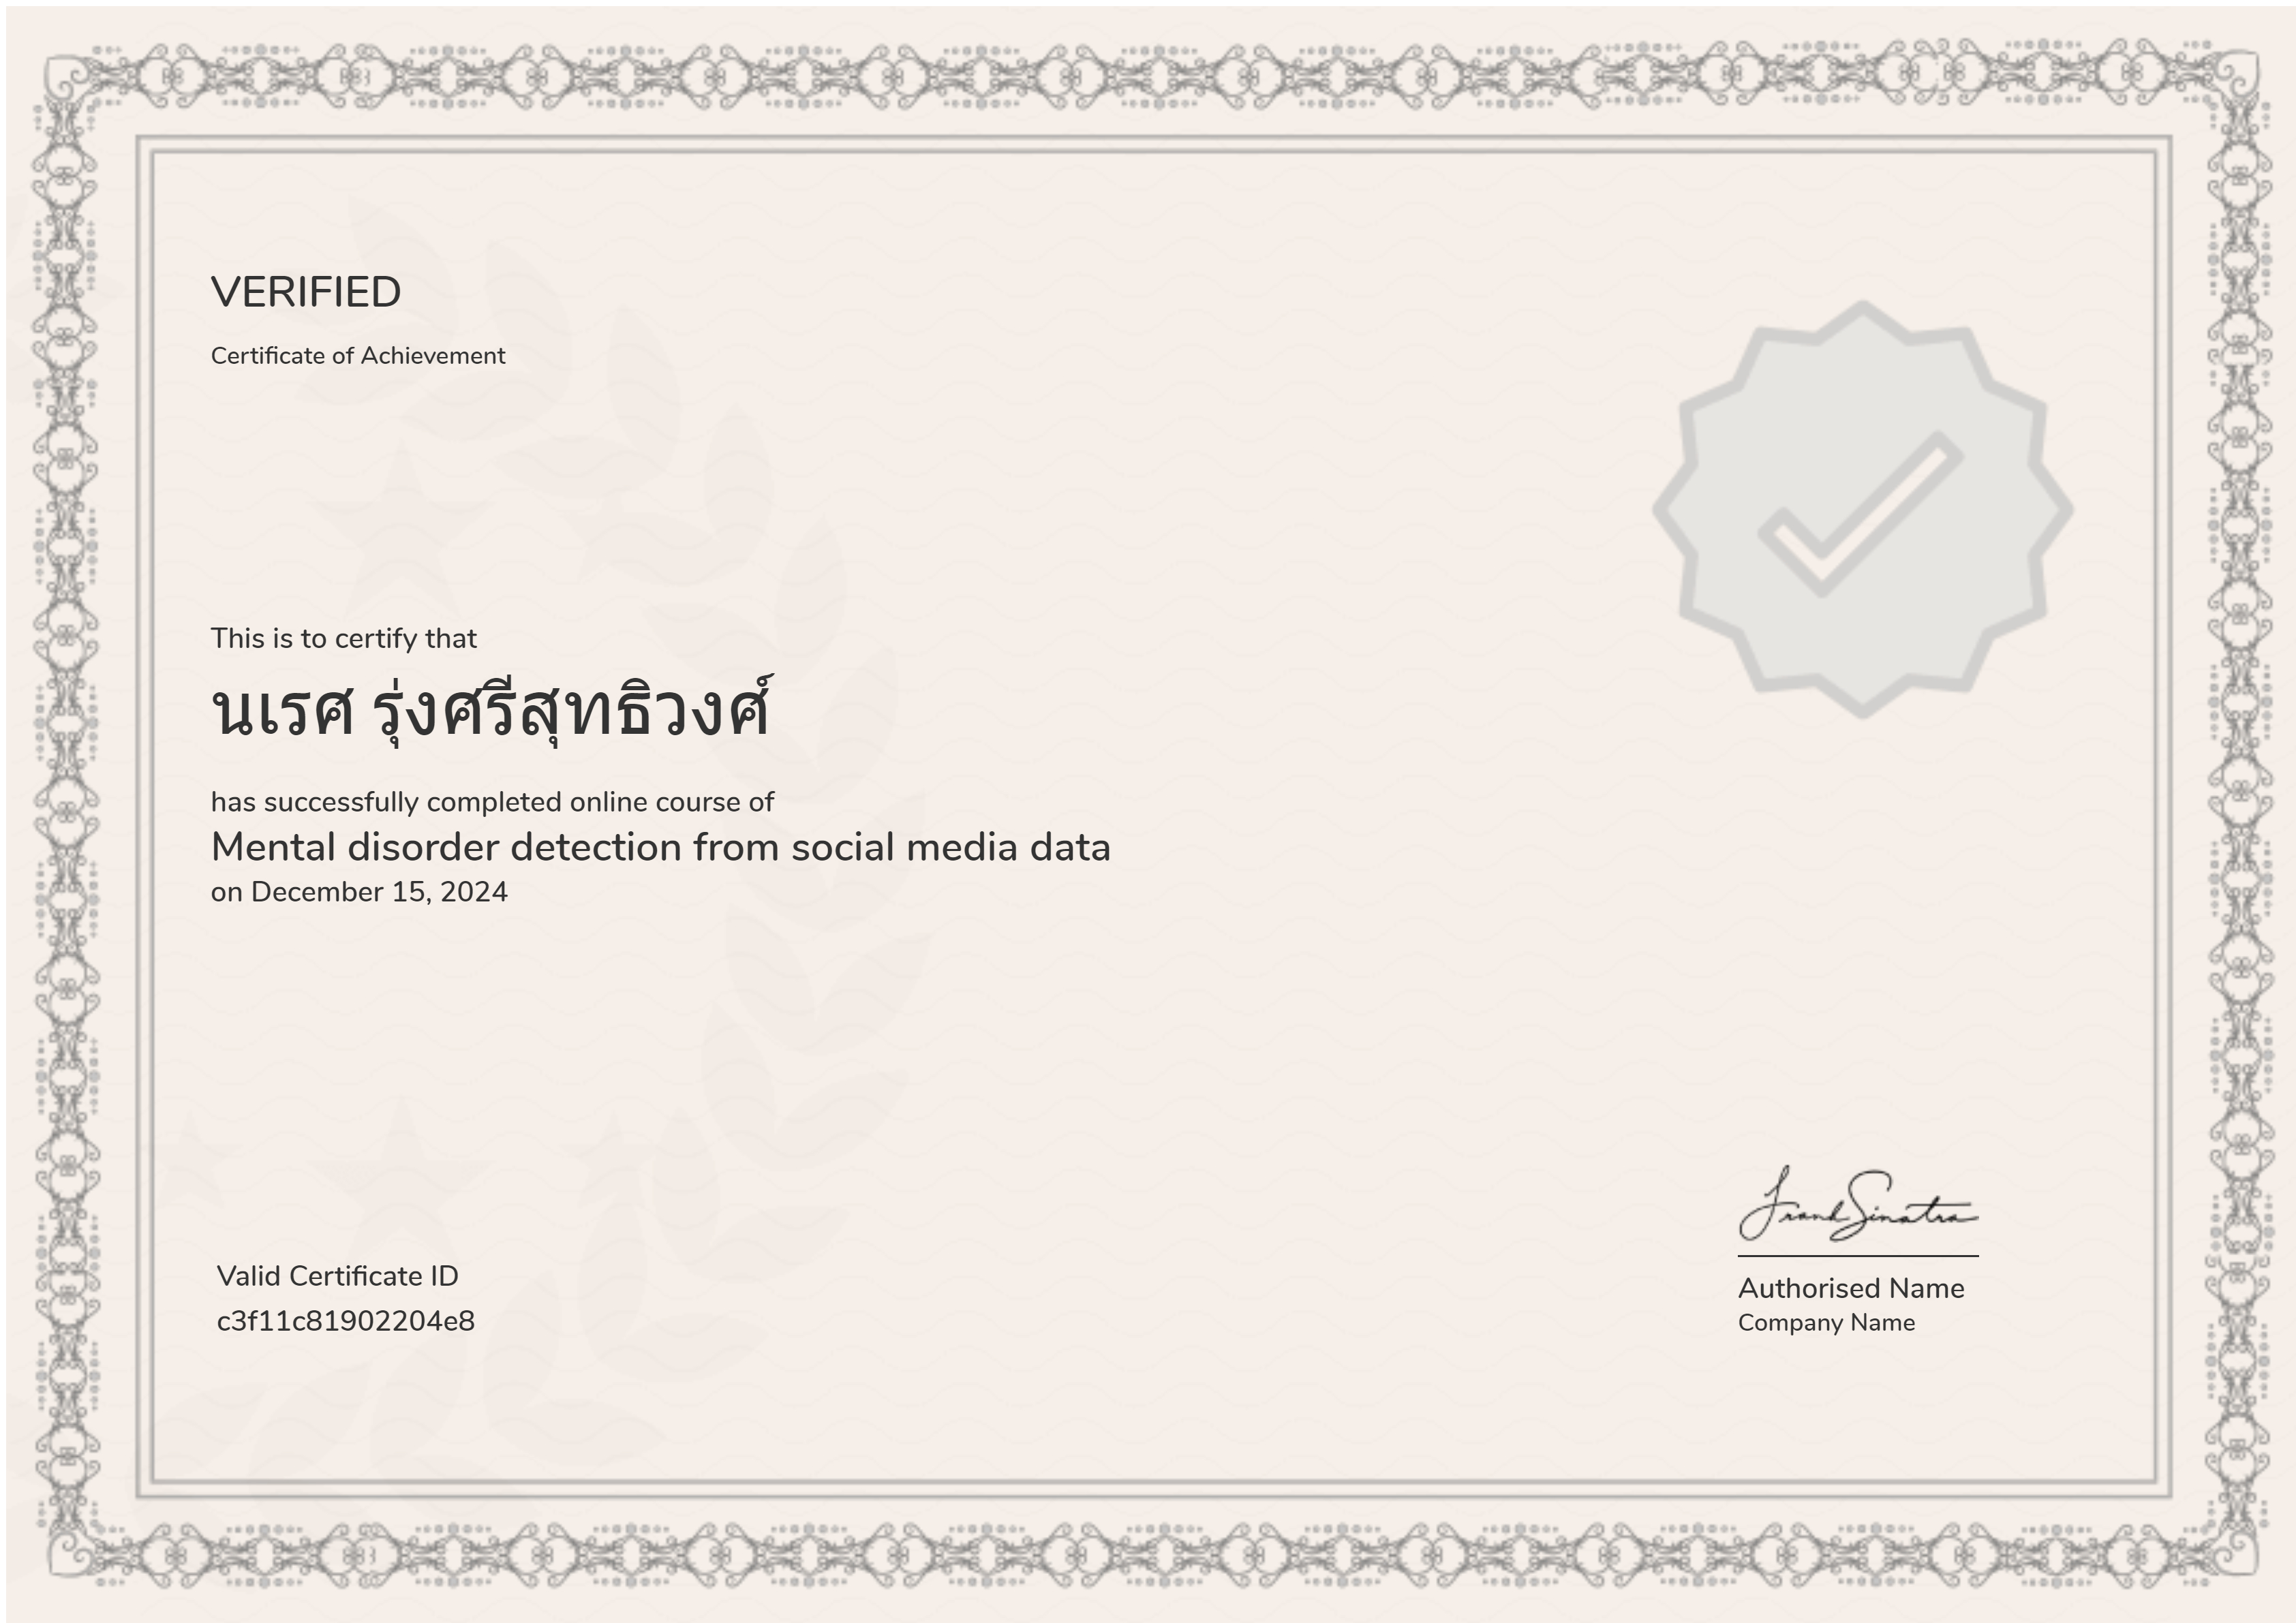 VERIFIED
Certificate of Achievement
This is to certify that
นเรศ รุ่งศรีสุทธิวงศ์
has successfully completed online course of
Mental disorder detection from social media data
on December 15, 2024
Valid Certificate ID
c3f11c81902204e8
Frank Sinatra
Authorised Name
Company Name